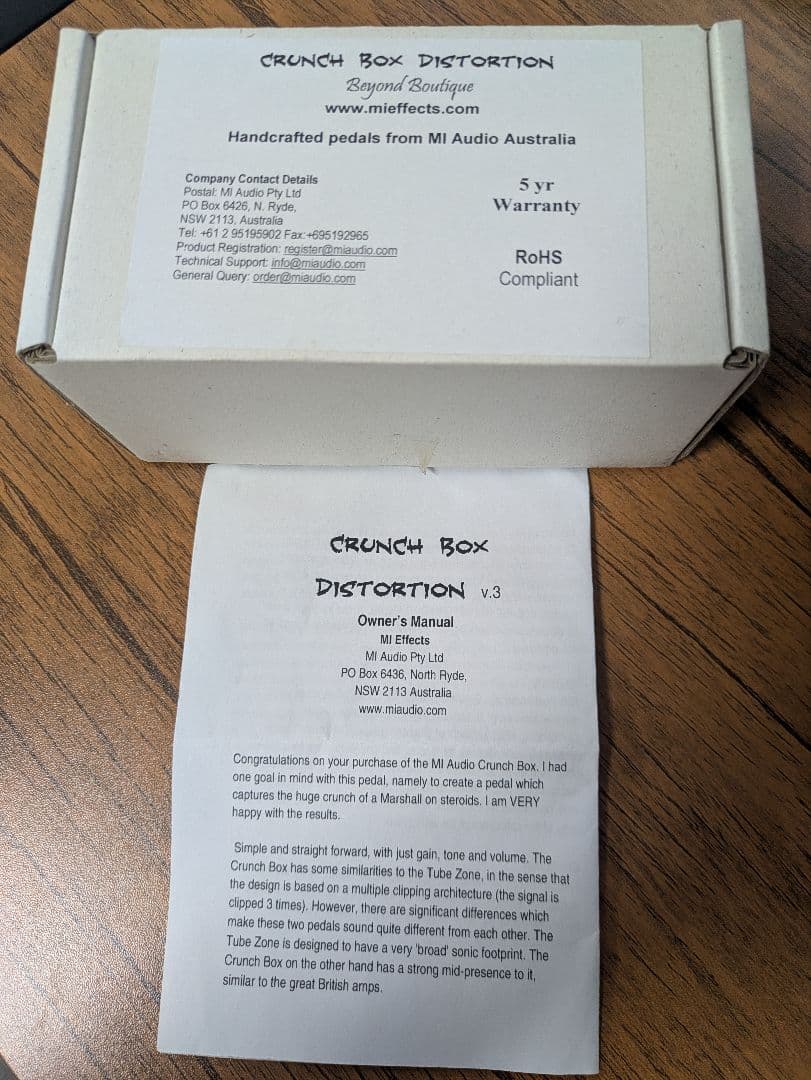 CRUNCH BOX DISTORTION
Beyond Boutique
www.mieffects.com
Handcrafted pedals from MI Audio Australia
Company Contact Details
Postal: MI Audio Pty Ltd
PO Box 6426, N. Ryde,
NSW 2113, Australia
Tel: +61 2 95195902 Fax:+695192965
Product Registration: register@miaudio.com
Technical Support: info@miaudio.com
General Query: order@miaudio.com
5 yr
Warranty
RoHS
Compliant
CRUNCH BOX
DISTORTION v.3
Owner's Manual
MI Effects
MI Audio Pty Ltd
PO Box 6436, North Ryde,
NSW 2113 Australia
www.miaudio.com
Congratulations on your purchase of the MI Audio Crunch Box. I had
one goal in mind with this pedal, namely to create a pedal which
captures the huge crunch of a Marshall on steroids. I am VERY
happy with the results.
Simple and straight forward, with just gain, tone and volume. The
Crunch Box has some similarities to the Tube Zone, in the sense that
the design is based on a multiple clipping architecture (the signal is
clipped 3 times). However, there are significant differences which
make these two pedals sound quite different from each other. The
Tube Zone is designed to have a very 'broad' sonic footprint. The
Crunch Box on the other hand has a strong mid-presence to it,
similar to the great British amps.